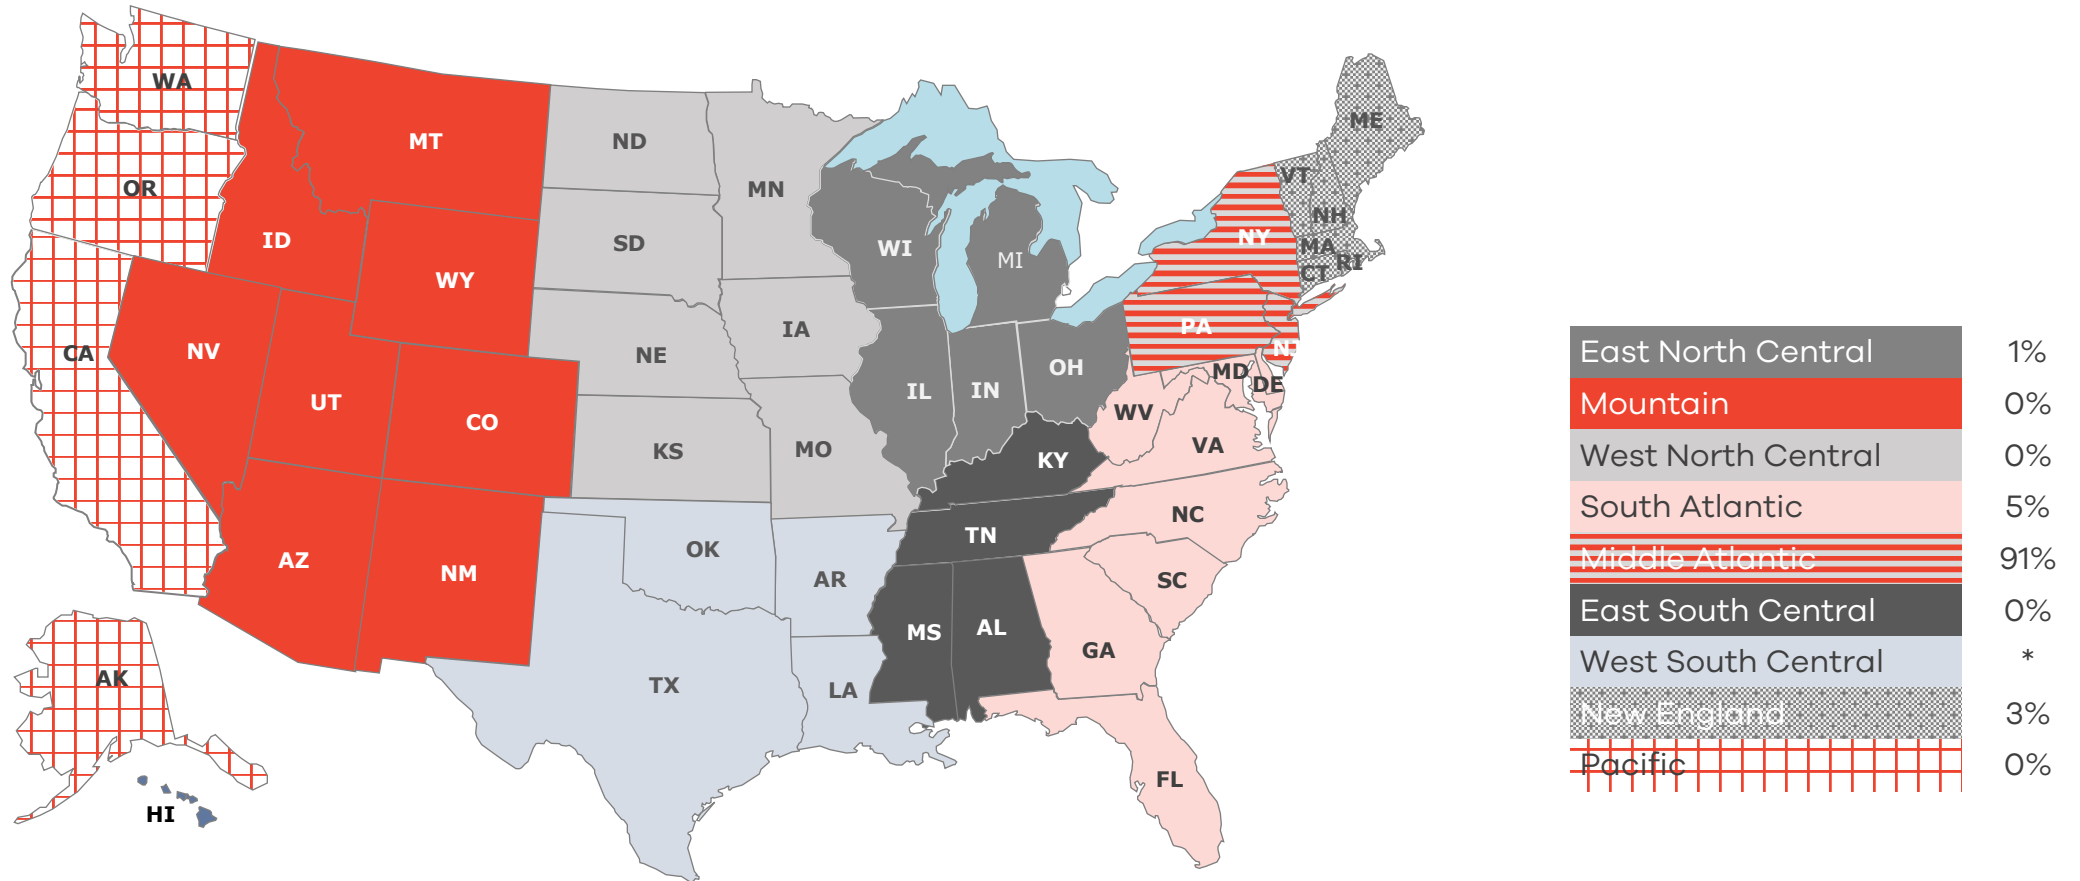 WA
OR
CA
MT
ID
WY
NV
UT
CO
AZ
NM
ND
SD
NE
KS
MN
IA
MO
WI
MI
IL
IN
OH
KY
TN
MS
AL
OK
AR
TX
LA
ME
VT
NH
NY
MA
RI
CT
PA
NJ
MD
DE
WV
VA
NC
SC
GA
FL
AK
HI
East North Central 1%
Mountain 0%
West North Central 0%
South Atlantic 5%
Middle Atlantic 91%
East South Central 0%
West South Central *
New England 3%
Pacific 0%